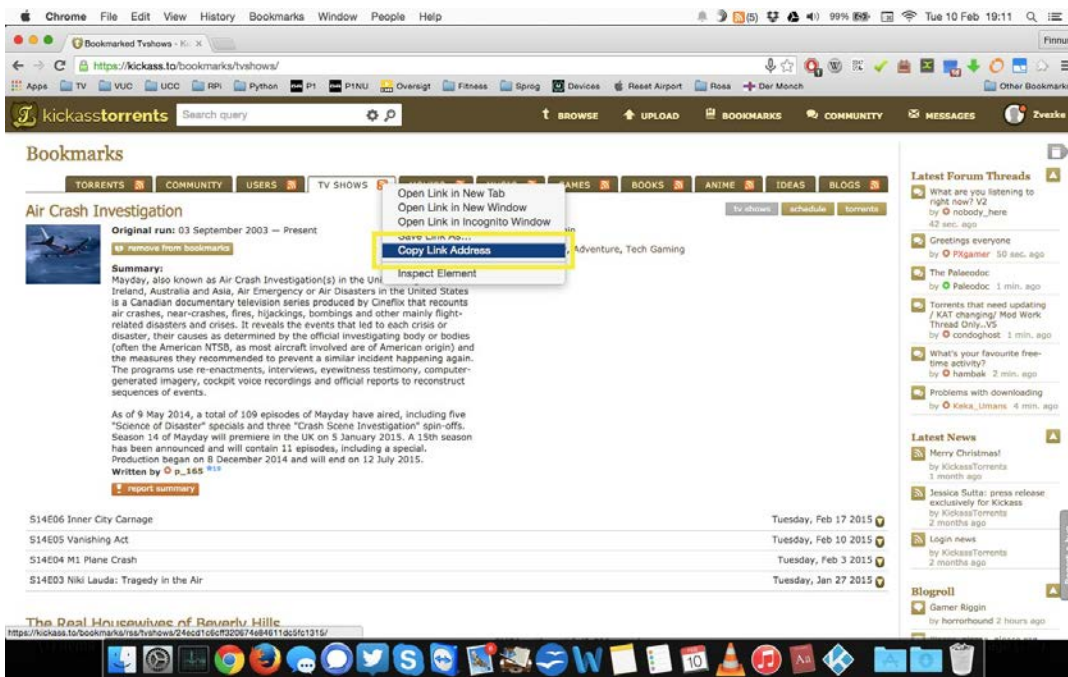 Chrome File Edit View History Bookmarks Window People Help
(5) 99% Tue 10 Feb 19:11
Bookmarked Tvshows - Ki
Finnur
https://kickass.to/bookmarks/tvshows/
Apps TV VUC UCC RPi Python P1 P1NU Oversigt Fitness Sprog Devices Reset Airport Rosa Der Monch Other Bookmarks
kickasstorrents Search query BROWSE UPLOAD BOOKMARKS COMMUNITY MESSAGES Zvezke
Bookmarks
TORRENTS COMMUNITY USERS TV SHOWS GAMES BOOKS ANIME IDEAS BLOGS
Open Link in New Tab
Open Link in New Window
Open Link in Incognito Window
Save Link As...
Copy Link Address
Inspect Element
Air Crash Investigation
tv shows schedule torrents
Original run: 03 September 2003 — Present
Adventure, Tech Gaming
remove from bookmarks
Summary:
Mayday, also known as Air Crash Investigation(s) in the
Ireland, Australia and Asia, Air Emergency or Air Disasters in the United States
is a Canadian documentary television series produced by Cineflix that recounts
air crashes, near-crashes, fires, hijackings, bombings and other mainly flight-
related disasters and crises. It reveals the events that led to each crisis or
disaster, their causes as determined by the official investigating body or bodies
(often the American NTSB, as most aircraft involved are of American origin) and
the measures they recommended to prevent a similar incident happening again.
The programs use re-enactments, interviews, eyewitness testimony, computer-
generated imagery, cockpit voice recordings and official reports to reconstruct
sequences of events.
As of 9 May 2014, a total of 109 episodes of Mayday have aired, including five
"Science of Disaster" specials and three "Crash Scene Investigation" spin-offs.
Season 14 of Mayday will premiere in the UK on 5 January 2015. A 15th season
has been announced and will contain 11 episodes, including a special.
Production began on 8 December 2014 and will end on 12 July 2015.
Written by p_165
report summary
S14E06 Inner City Carnage Tuesday, Feb 17 2015
S14E05 Vanishing Act Tuesday, Feb 10 2015
S14E04 M1 Plane Crash Tuesday, Feb 3 2015
S14E03 Niki Lauda: Tragedy in the Air Tuesday, Jan 27 2015
The Real Housewives of Beverly Hills
Latest Forum Threads
What are you listening to
right now? V2
by nobody_here
42 sec. ago
Greetings everyone
by PXgamer 50 sec. ago
The Paleodoc
by Paleodoc 1 min. ago
Torrents that need updating
/ KAT changing/ Mod Work
Thread Only..V5
by condoghost 1 min. ago
What's your favourite free-
time activity?
by hambak 2 min. ago
Problems with downloading
by Keka_Umans 4 min. ago
Latest News
Merry Christmas!
by KickassTorrents
1 month ago
Jessica Sutta: press release
exclusively for Kickass
by KickassTorrents
2 months ago
Login news
by KickassTorrents
2 months ago
Blogroll
Gamer Riggin
by horrorhound 2 hours ago